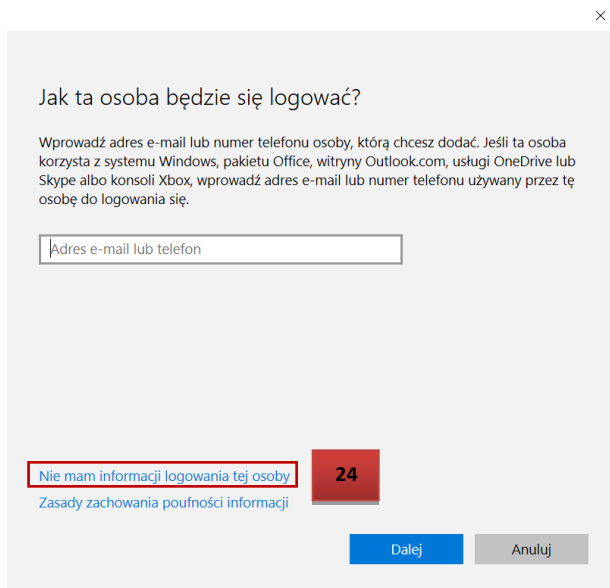 Jak ta osoba będzie się logować?
Wprowadź adres e-mail lub numer telefonu osoby, którą chcesz dodać. Jeśli ta osoba
korzysta z systemu Windows, pakietu Office, witryny Outlook.com, usługi OneDrive lub
Skype albo konsoli Xbox, wprowadź adres e-mail lub numer telefonu używany przez tę
osobę do logowania się.
Adres e-mail lub telefon
Nie mam informacji logowania tej osoby
24
Zasady zachowania poufności informacji
Dalej
Anuluj